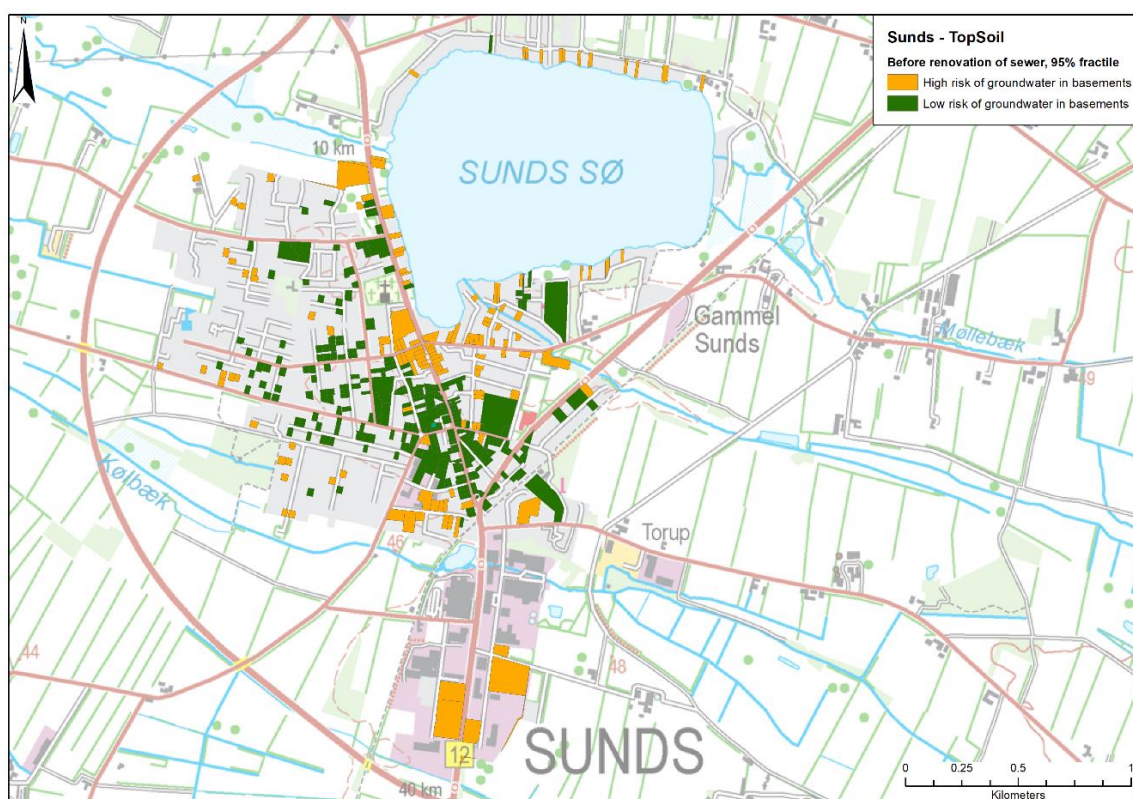 N
Sunds - TopSoil
Before renovation of sewer, 95% fractile
High risk of groundwater in basements
Low risk of groundwater in basements
10 km
SUNDS SØ
Gammel
Sunds
Møllebæk
49
Kølbæk
46
Torup
44
48
SUNDS
12
40 km
0 0.25 0.5 1
Kilometers